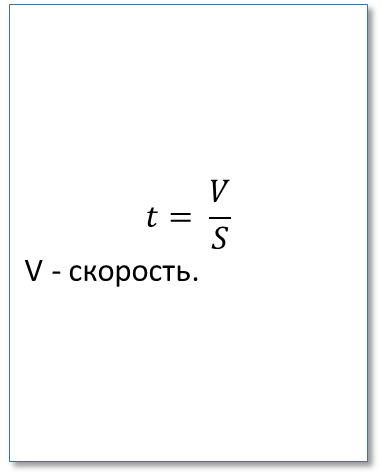 t = V/S
V - скорость.